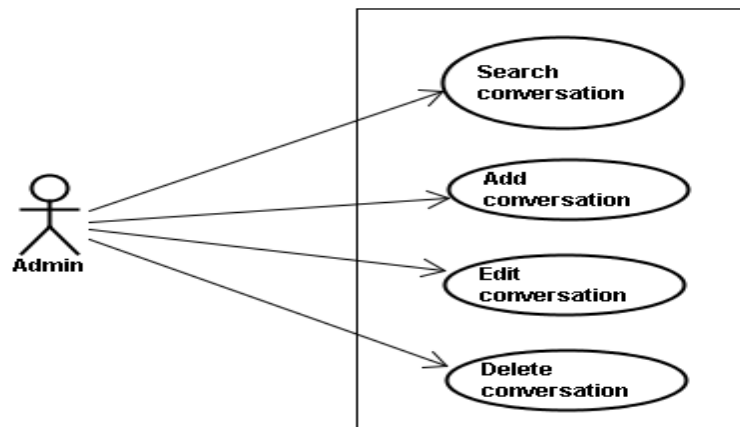 Search
conversation
Add
conversation
Admin
Edit
conversation
Delete
conversation